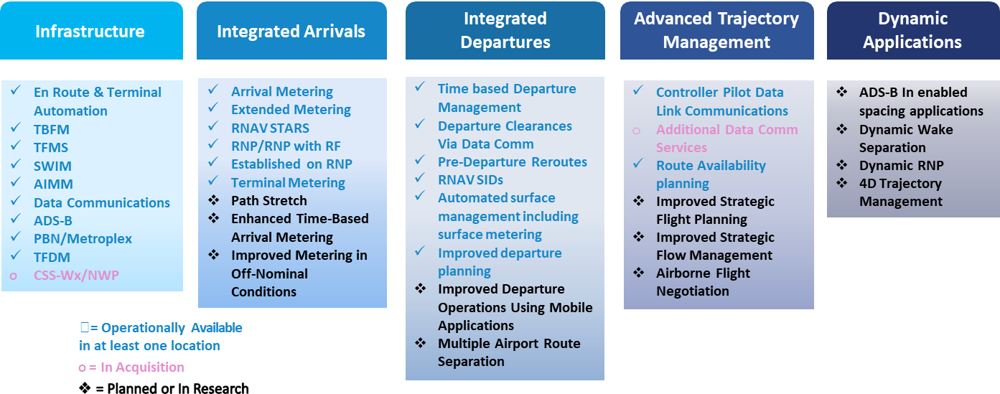 Infrastructure
✓ En Route & Terminal
Automation
✓ TBFM
✓ TFMS
✓ SWIM
✓ AIMM
✓ Data Communications
✓ ADS-B
✓ PBN/Metroplex
✓ TFDM
o CSS-Wx/NWP
Integrated Arrivals
✓ Arrival Metering
✓ Extended Metering
✓ RNAV STARS
✓ RNP/RNP with RF
✓ Established on RNP
✓ Terminal Metering
❖ Path Stretch
❖ Enhanced Time-Based
Arrival Metering
❖ Improved Metering in
Off-Nominal
Conditions
Integrated
Departures
✓ Time based Departure
Management
✓ Departure Clearances
Via Data Comm
✓ Pre-Departure Reroutes
✓ RNAV SIDs
✓ Automated surface
management including
surface metering
✓ Improved departure
planning
❖ Improved Departure
Operations Using Mobile
Applications
❖ Multiple Airport Route
Separation
Advanced Trajectory
Management
✓ Controller Pilot Data
Link Communications
o Additional Data Comm
Services
✓ Route Availability
planning
❖ Improved Strategic
Flight Planning
❖ Improved Strategic
Flow Management
❖ Airborne Flight
Negotiation
Dynamic
Applications
❖ ADS-B In enabled
spacing applications
❖ Dynamic Wake
Separation
❖ Dynamic RNP
❖ 4D Trajectory
Management
□ = Operationally Available
in at least one location
o = In Acquisition
❖ = Planned or In Research